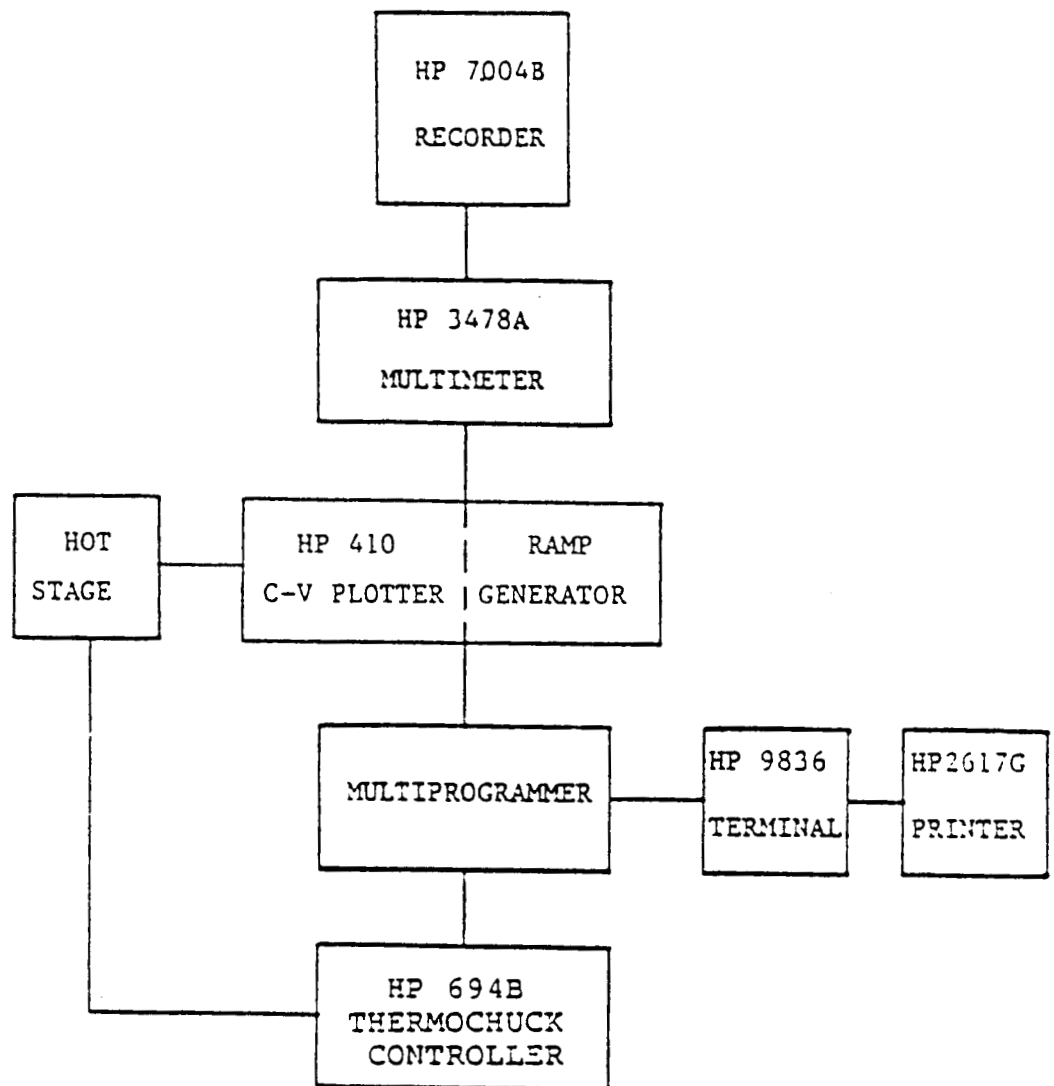 HP 7004B
RECORDER
HP 3478A
MULTIMETER
HOT
STAGE
HP 410
C-V PLOTTER
RAMP
GENERATOR
MULTIPROGRAMMER
HP 9836
TERMINAL
HP2617G
PRINTER
HP 694B
THERMOCHUCK
CONTROLLER